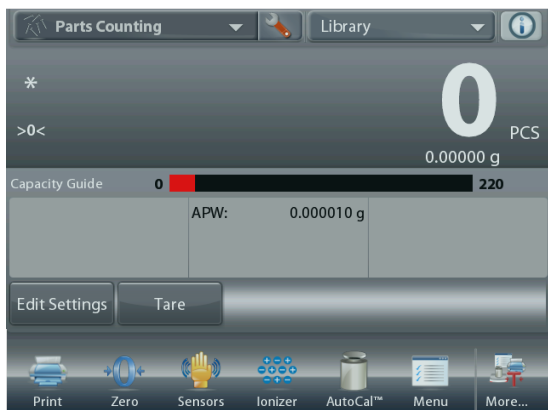 Parts Counting Library
*
0
>0< PCS
0.00000 g
Capacity Guide 0 220
APW: 0.000010 g
Edit Settings Tare
Print Zero Sensors Ionizer AutoCal™ Menu More...